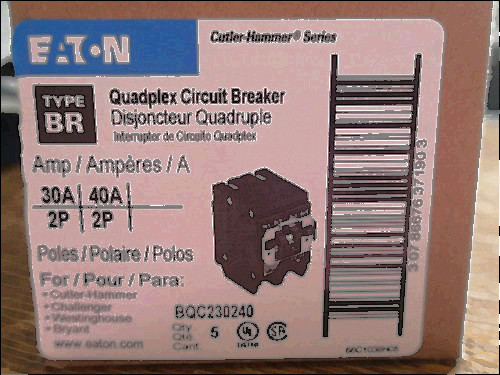 EATON
Cutler-Hammer® Series
TYPE
BR
Quadplex Circuit Breaker
Disjoncteur Quadruple
Interruptor de Circuito Quadplex
Amp / Ampères / A
30A 40A
2P 2P
Poles / Polaire / Polos
For / Pour / Para:
• Cutler-Hammer
• Challenger
• Westinghouse
• Bryant
www.eaton.com
BQC230240
Qty
Qté
Cant.
5
UL